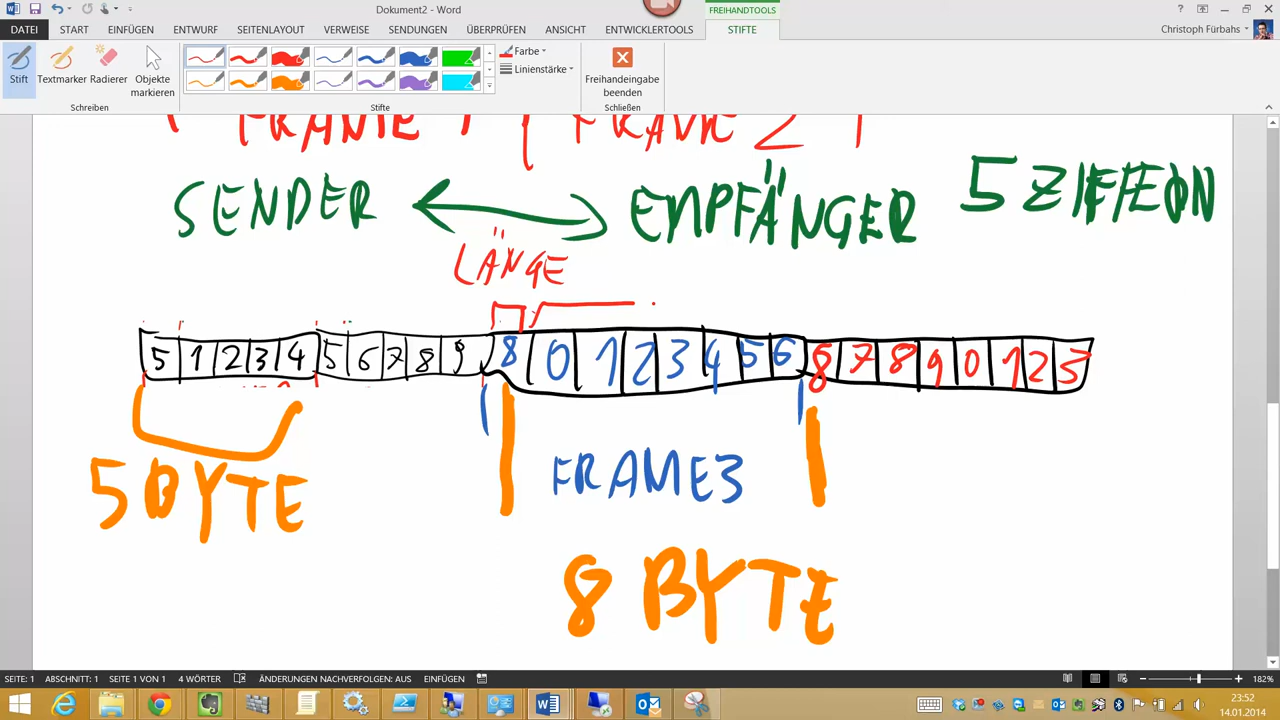 Dokument2 - Word
FREIHANDTOOLS
DATEI START EINFÜGEN ENTWURF SEITENLAYOUT VERWEISE SENDUNGEN ÜBERPRÜFEN ANSICHT ENTWICKLERTOOLS STIFTE
Christoph Fürbahs
Stift Textmarker Radierer Objekte markieren
Farbe
Linienstärke
Freihandeingabe beenden
Schreiben Stifte Schließen
FRAME 1 FRAME 2
SENDER EMPFÄNGER 5
LÄNGE
5 1 2 3 4 5 6 7 8 9 8 0 1 2 3 4 5 6 8 7 8 9 0 1 2 3
FRAME3
5 BYTE
8 BYTE
SEITE: 1 ABSCHNITT: 1 SEITE 1 VON 1 4 WÖRTER ÄNDERUNGEN NACHVERFOLGEN: AUS EINFÜGEN 182%
23:52
14.01.2014